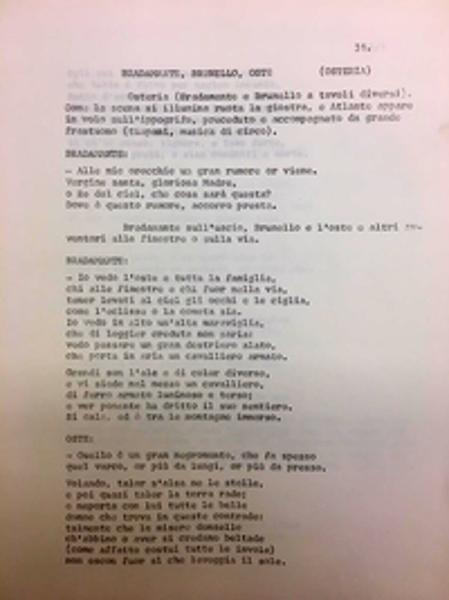 BRADAMANTE, BRUNELLO, OSTE (OSTERIA)
Osteria (Bradamante e Brunello a tavoli diversi).
Come la scena si illumina ruota la giostra, e Atlante appare
in volo sull'ippogrifo, preceduto e accompagnato da grande
frastuono (timpani, musica di circo).
BRADAMANTE:
- Alle mie orecchie un gran rumore or viene.
Vergine santa, gloriosa Madre,
o Re del ciel, che cosa sarà questa?
Dove è questo rumore, accorro presta.
Bradamante sull'uscio, Brunello e l'oste e altri
ventori alle finestre o sulla via.
BRADAMANTE:
- Io vedo l'oste e tutta la famiglia,
chi alle finestre e chi fuor nella via,
tener levati al ciel gli occhi e le ciglia,
come l'eclisse o la cometa sia.
Io vedo in alto un'alta maraviglia,
che di leggier creduta non saria:
vedo passare un gran destriero alato,
che porta in aria un cavalliero armato.
Grandi son l'ale e di color diverso,
e vi siede nel mezzo un cavalliero,
di ferro armato luminoso e terso;
e ver ponente ha dritto il suo sentiero.
Si cala, ed è tra le montagne immerso.
OSTE:
- Quello è un gran negromante, che fa spesso
quel varco, or più da lungi, or più da presso.
Volando, talor s'alza ne le stelle,
e poi quasi talor la terra rade;
e neporta con lui tutte le belle
donne che trova in queste contrade:
talmente che le misere donzelle
ch'abbino o aver si credano beltade
(come affatto costui tutte le invole)
non escon fuor sì che le veggia il sole.